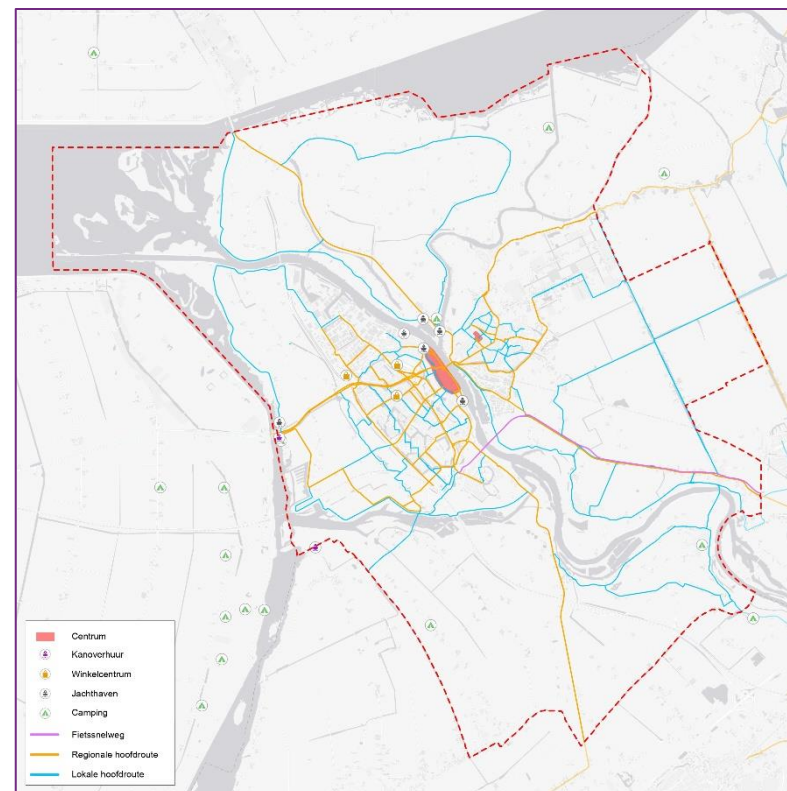 Centrum
Kanoverhuur
Winkelcentrum
Jachthaven
Camping
Fietssnelweg
Regionale hoofdroute
Lokale hoofdroute